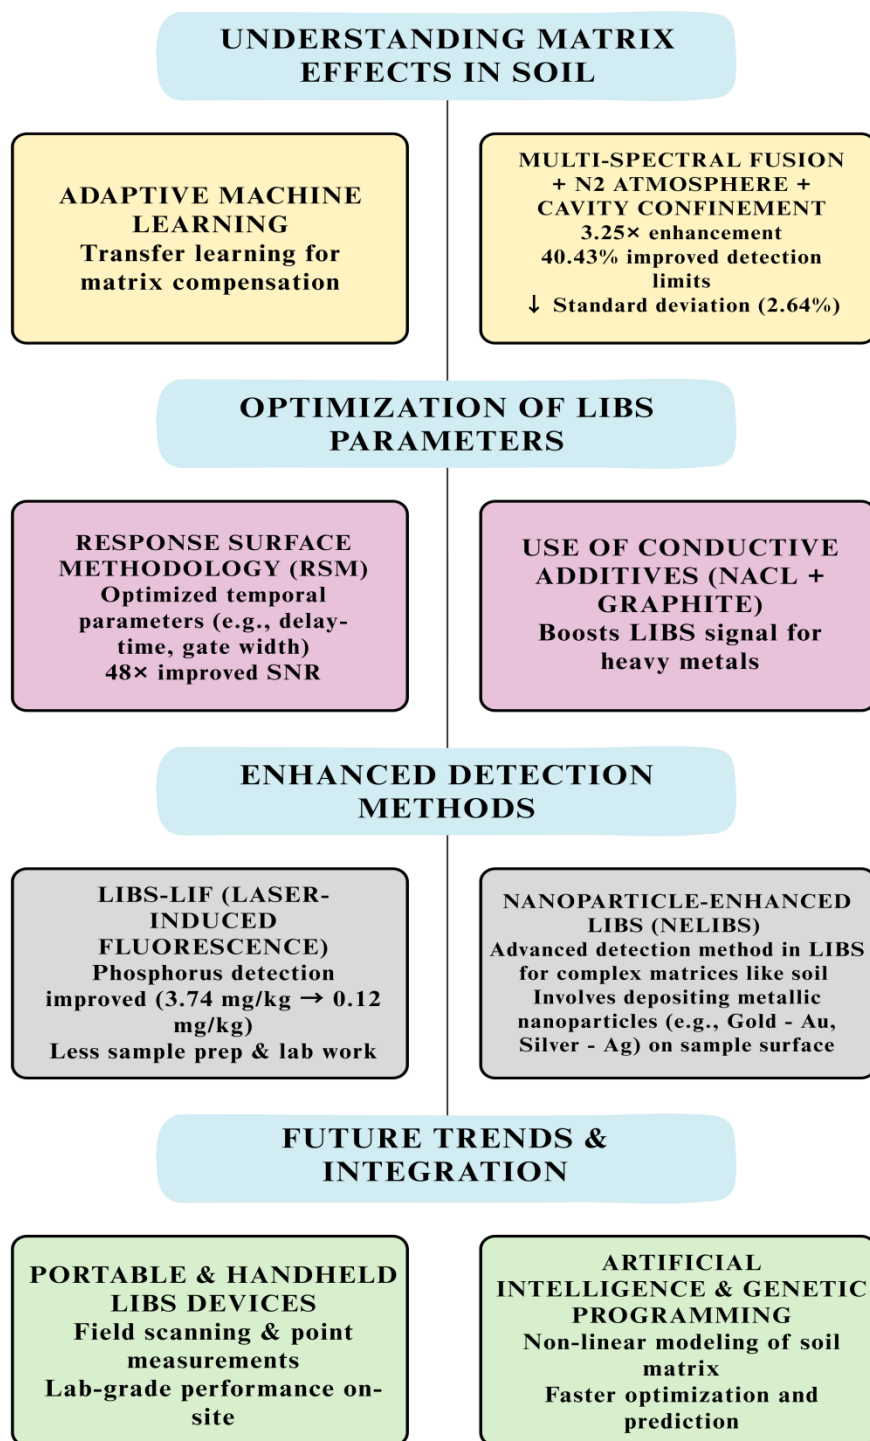 UNDERSTANDING MATRIX
EFFECTS IN SOIL
ADAPTIVE MACHINE
LEARNING
Transfer learning for
matrix compensation
MULTI-SPECTRAL FUSION
+ N2 ATMOSPHERE +
CAVITY CONFINEMENT
3.25× enhancement
40.43% improved detection
limits
↓ Standard deviation (2.64%)
OPTIMIZATION OF LIBS
PARAMETERS
RESPONSE SURFACE
METHODOLOGY (RSM)
Optimized temporal
parameters (e.g., delay-
time, gate width)
48× improved SNR
USE OF CONDUCTIVE
ADDITIVES (NACL +
GRAPHITE)
Boosts LIBS signal for
heavy metals
ENHANCED DETECTION
METHODS
LIBS-LIF (LASER-
INDUCED
FLUORESCENCE)
Phosphorus detection
improved (3.74 mg/kg → 0.12
mg/kg)
Less sample prep & lab work
NANOPARTICLE-ENHANCED
LIBS (NELIBS)
Advanced detection method in LIBS
for complex matrices like soil
Involves depositing metallic
nanoparticles (e.g., Gold - Au,
Silver - Ag) on sample surface
FUTURE TRENDS &
INTEGRATION
PORTABLE & HANDHELD
LIBS DEVICES
Field scanning & point
measurements
Lab-grade performance on-
site
ARTIFICIAL
INTELLIGENCE & GENETIC
PROGRAMMING
Non-linear modeling of soil
matrix
Faster optimization and
prediction